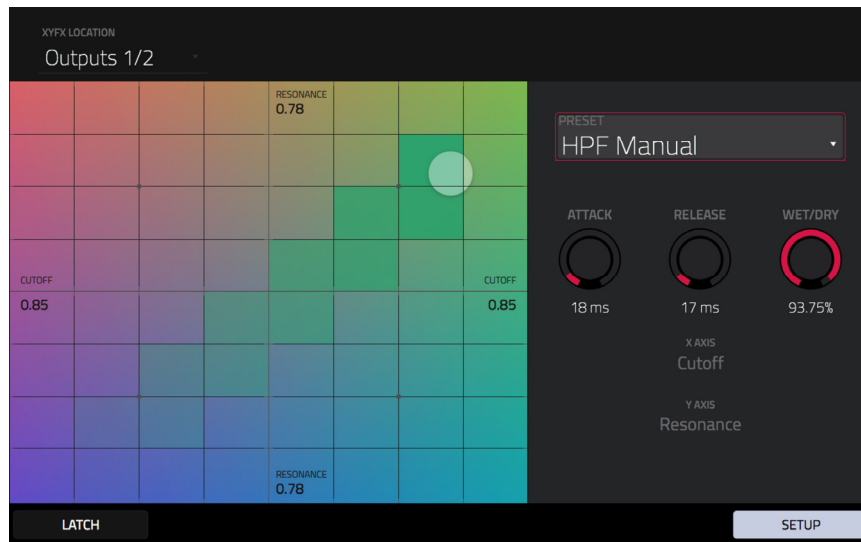 XYFX LOCATION
Outputs 1/2
RESONANCE
0.78
CUTOFF
0.85
CUTOFF
0.85
RESONANCE
0.78
PRESET
HPF Manual
ATTACK RELEASE WET/DRY
18 ms 17 ms 93.75%
X AXIS
Cutoff
Y AXIS
Resonance
LATCH
SETUP